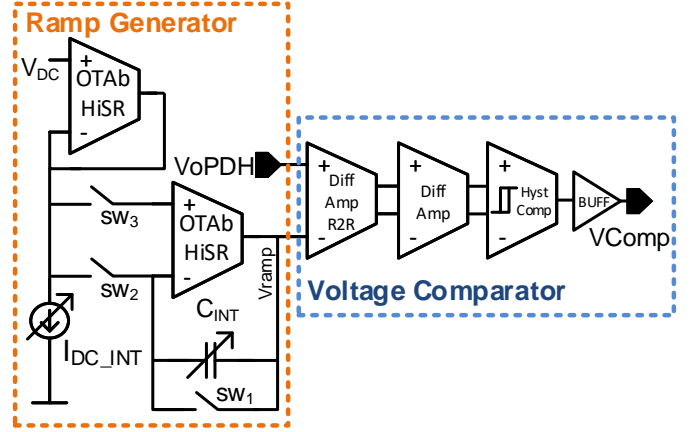 Ramp Generator
+
VDC
OTAb
HiSR
-
VoPDH
SW3
+
OTAb
HiSR
-
SW2
Vramp
CINT
IDC_INT
SW1
+
Diff
Amp
R2R
-
+
Diff
Amp
-
+
Hyst
Comp
-
BUFF
VComp
Voltage Comparator